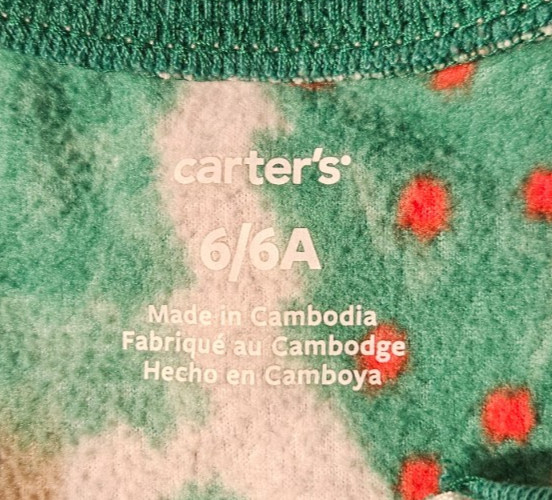 carter's
6/6A
Made in Cambodia
Fabriqué au Cambodge
Hecho en Camboya